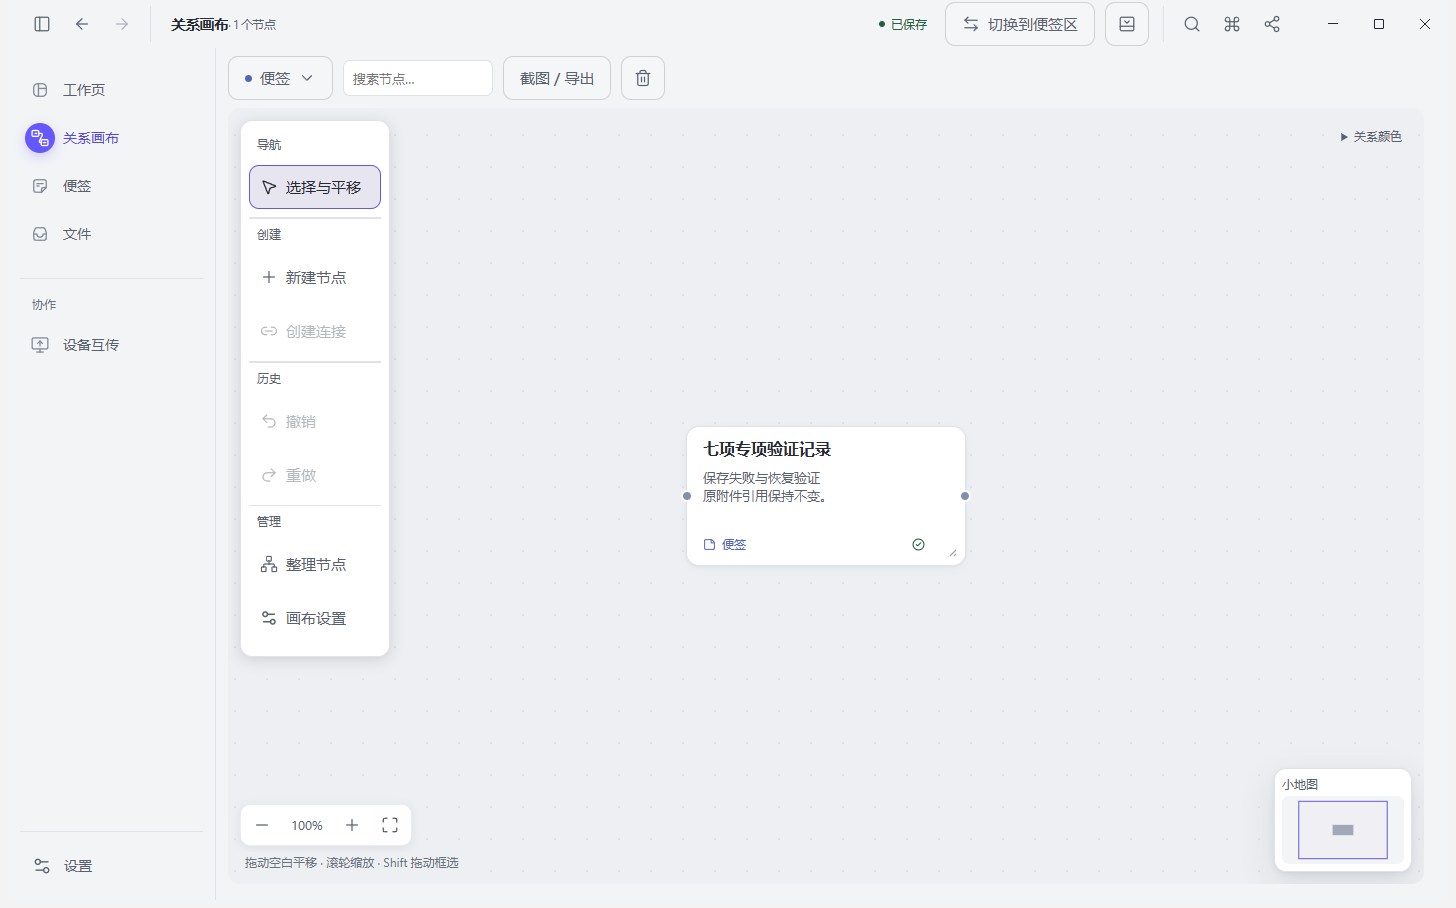 关系画布·1 个节点
已保存
切换到便签区
工作页
关系画布
便签
文件
协作
设备互传
设置
便签
搜索节点...
截图 / 导出
导航
选择与平移
创建
新建节点
创建连接
历史
撤销
重做
管理
整理节点
画布设置
关系颜色
七项专项验证记录
保存失败与恢复验证
原附件引用保持不变。
便签
100%
拖动空白平移 · 滚轮缩放 · Shift 拖动框选
小地图